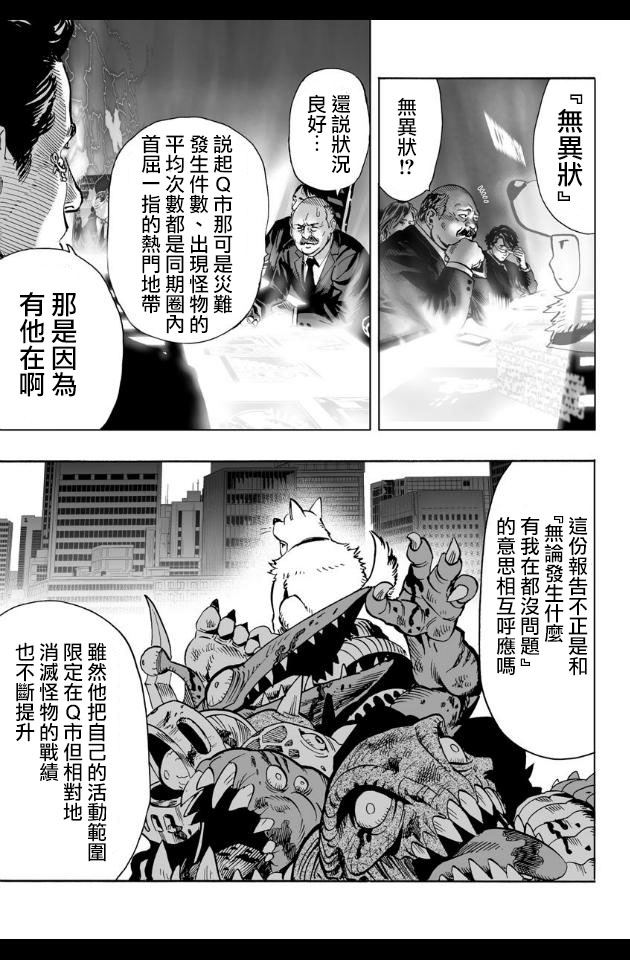 『無異狀』
無異狀!?
還說狀況
良好…
説起Q市那可是災難
發生件數、出現怪物的
平均次數都是同期圈內
首屈一指的熱門地帶
那是因為
有他在啊
這份報告不正是和
『無論發生什麼
有我在都沒問題』
的意思相互呼應嗎
雖然他把自己的活動範圍
限定在Q市但相對地
消滅怪物的戰績
也不斷提升